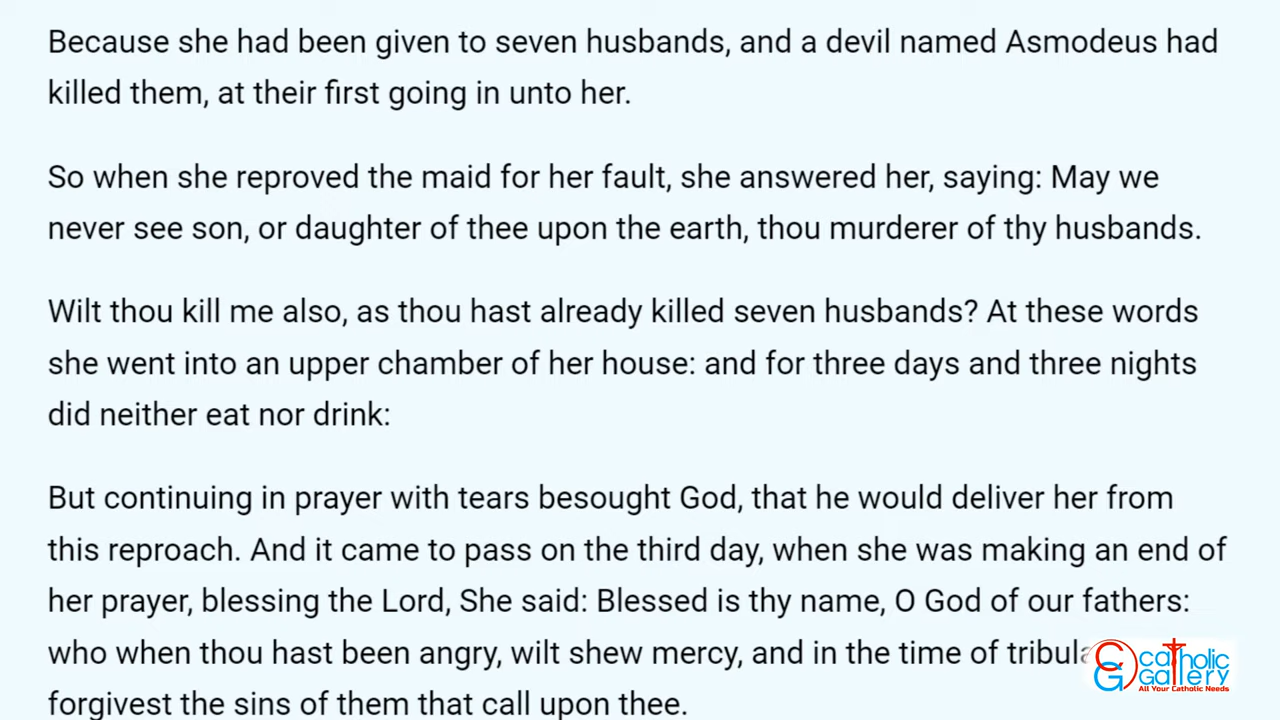 Because she had been given to seven husbands, and a devil named Asmodeus had
killed them, at their first going in unto her.
So when she reproved the maid for her fault, she answered her, saying: May we
never see son, or daughter of thee upon the earth, thou murderer of thy husbands.
Wilt thou kill me also, as thou hast already killed seven husbands? At these words
she went into an upper chamber of her house: and for three days and three nights
did neither eat nor drink:
But continuing in prayer with tears besought God, that he would deliver her from
this reproach. And it came to pass on the third day, when she was making an end of
her prayer, blessing the Lord, She said: Blessed is thy name, O God of our fathers:
who when thou hast been angry, wilt shew mercy, and in the time of
forgivest the sins of them that call upon thee.
CG catholic
Gallery
All Your Catholic Needs